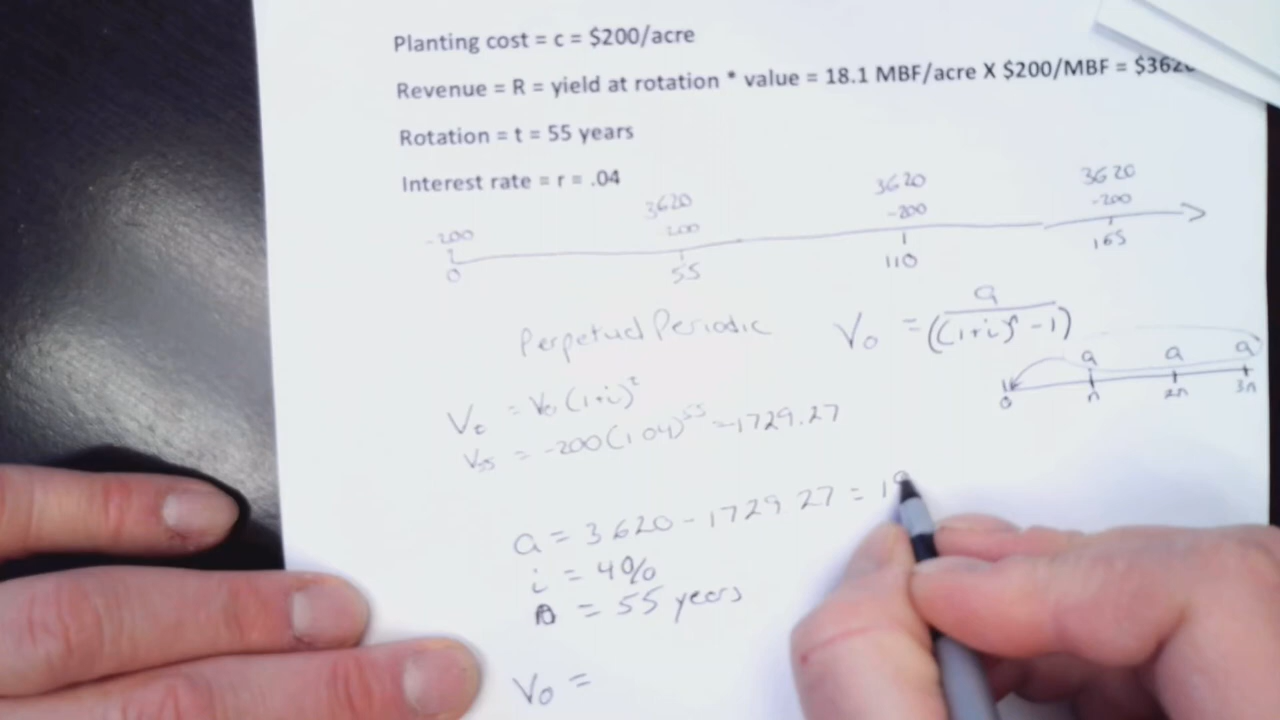 Planting cost = c = $200/acre
Revenue = R = yield at rotation * value = 18.1 MBF/acre X $200/MBF = $3620
Rotation = t = 55 years
Interest rate = r = .04
3620 3620 3620
-200 -200 -200 -200
0 55 110 165
Perpetual Periodic V₀ = a / ((1+i)ⁿ - 1)
a a a
0 n 2n 3n
Vₜ = V₀ (1+i)ᵗ
V₅₅ = -200(1.04)⁵⁵ = -1729.27
a = 3620 - 1729.27 =
i = 4%
n = 55 years
V₀ =